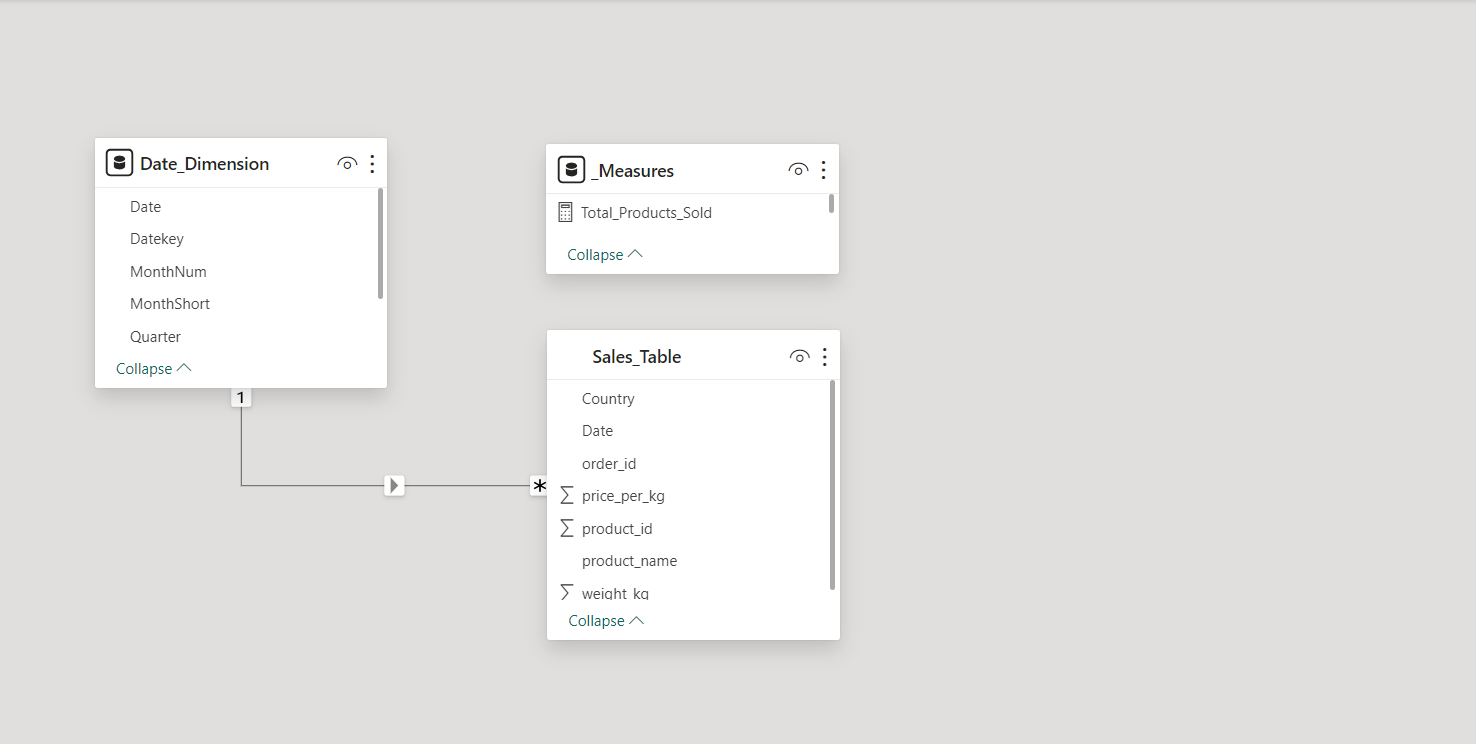 Date_Dimension
Date
Datekey
MonthNum
MonthShort
Quarter
Collapse
1
*
_Measures
Total_Products_Sold
Collapse
Sales_Table
Country
Date
order_id
price_per_kg
product_id
product_name
weight_kg
Collapse